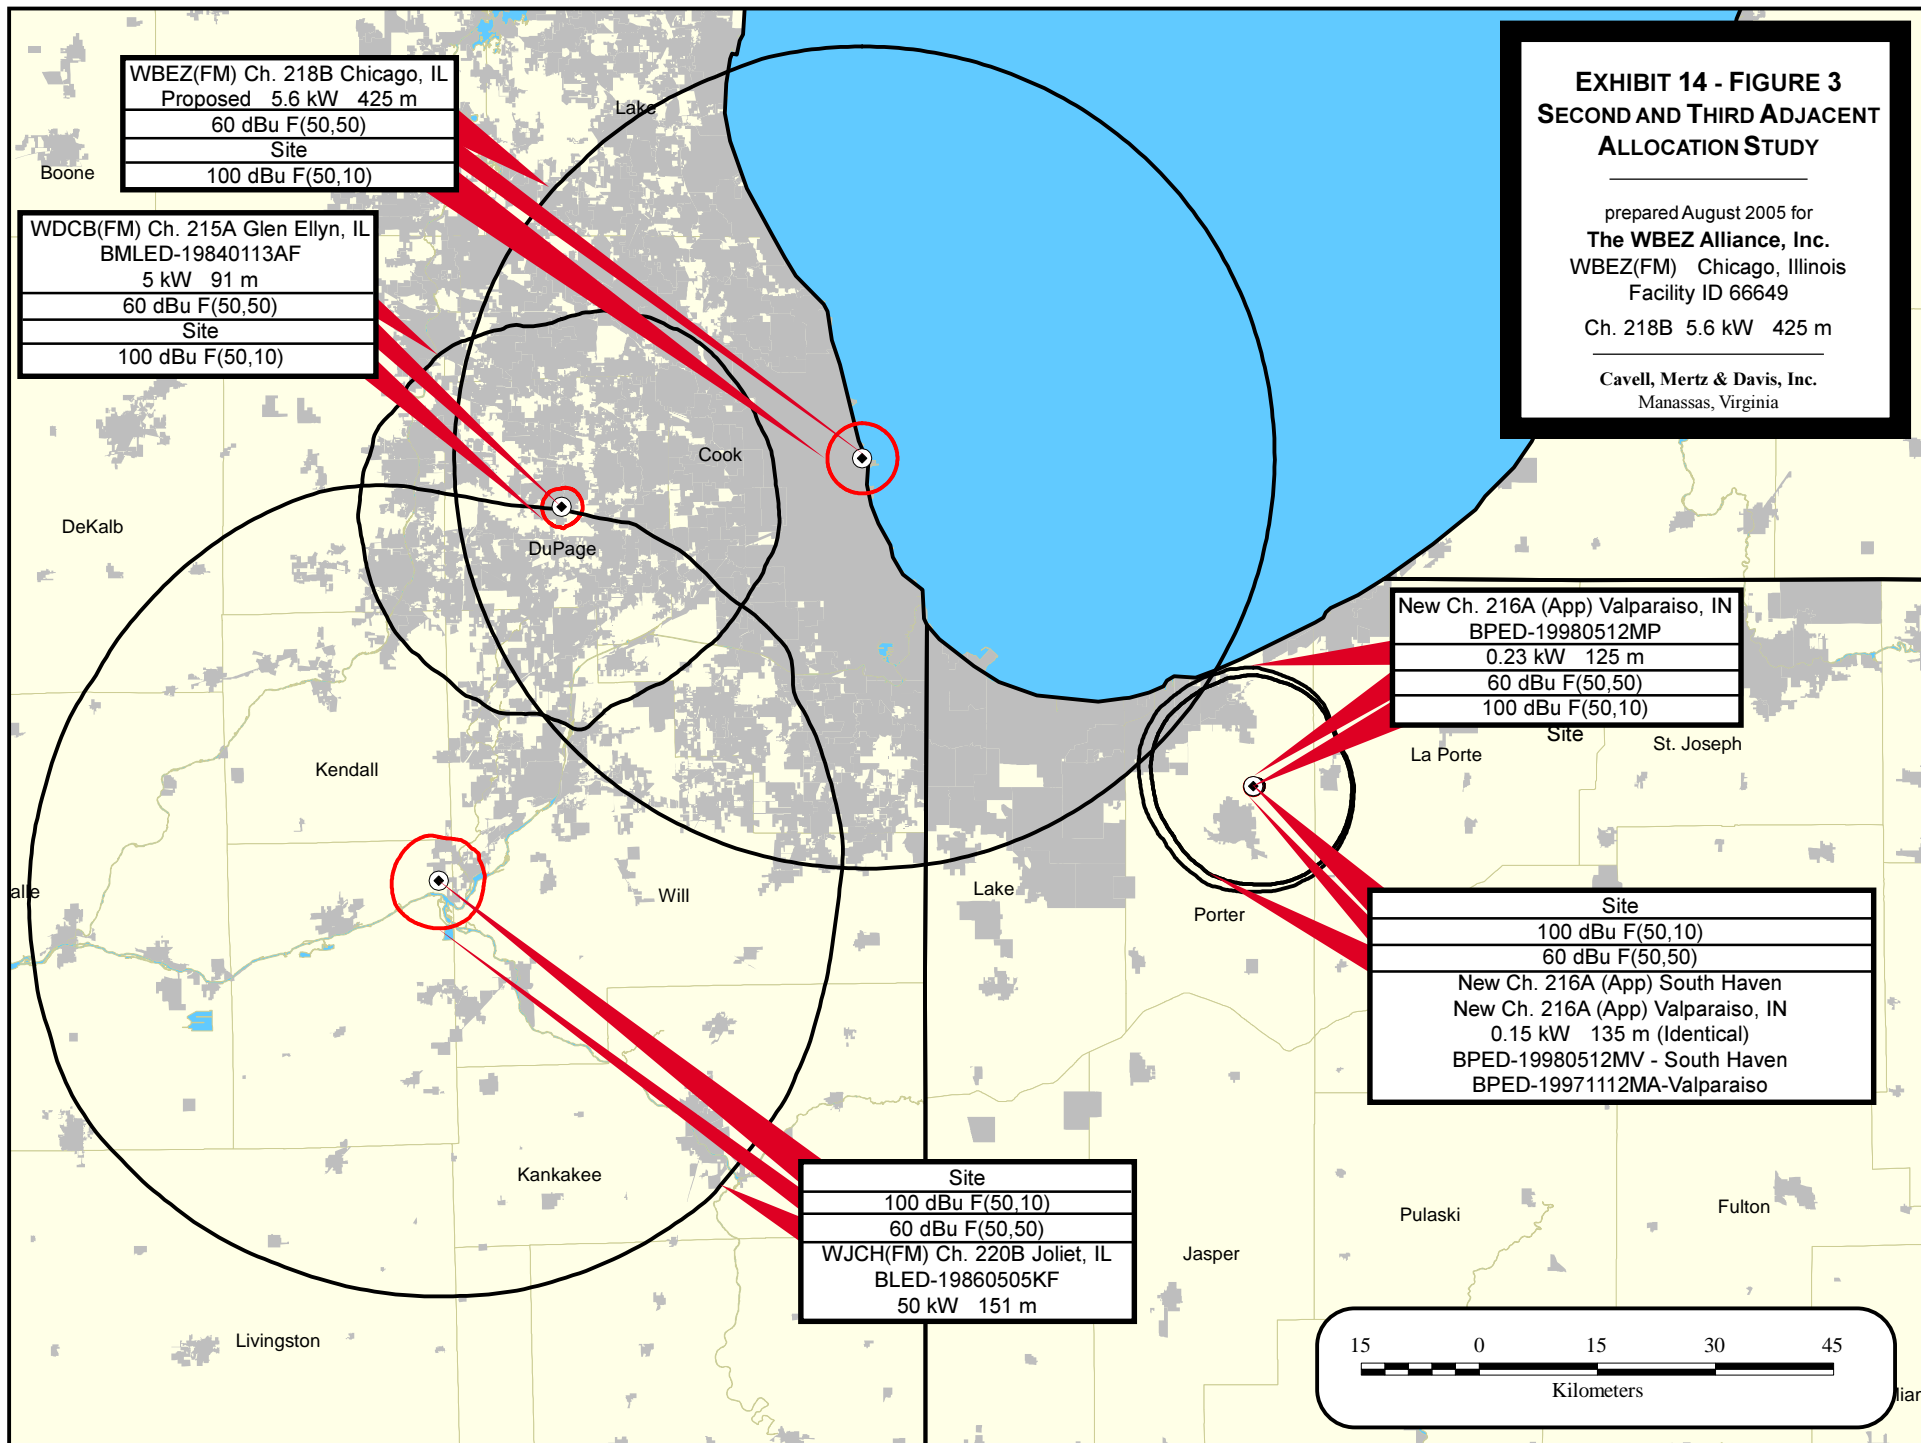 EXHIBIT 14 - FIGURE 3
SECOND AND THIRD ADJACENT
ALLOCATION STUDY
prepared August 2005 for
The WBEZ Alliance, Inc.
WBEZ(FM) Chicago, Illinois
Facility ID 66649
Ch. 218B 5.6 kW 425 m
Cavell, Mertz & Davis, Inc.
Manassas, Virginia
WBEZ(FM) Ch. 218B Chicago, IL
Proposed 5.6 kW 425 m
60 dBu F(50,50)
Site
100 dBu F(50,10)
Lake
Boone
WDCB(FM) Ch. 215A Glen Ellyn, IL
BMLED-19840113AF
5 kW 91 m
60 dBu F(50,50)
Site
100 dBu F(50,10)
Cook
DeKalb
DuPage
New Ch. 216A (App) Valparaiso, IN
BPED-19980512MP
0.23 kW 125 m
60 dBu F(50,50)
100 dBu F(50,10)
Site
St. Joseph
La Porte
Kendall
alle
Will
Lake
Porter
Site
100 dBu F(50,10)
60 dBu F(50,50)
New Ch. 216A (App) South Haven
New Ch. 216A (App) Valparaiso, IN
0.15 kW 135 m (Identical)
BPED-19980512MV - South Haven
BPED-19971112MA-Valparaiso
Kankakee
Site
100 dBu F(50,10)
60 dBu F(50,50)
WJCH(FM) Ch. 220B Joliet, IL
BLED-19860505KF
50 kW 151 m
Pulaski
Fulton
Jasper
Livingston
15 0 15 30 45
Kilometers